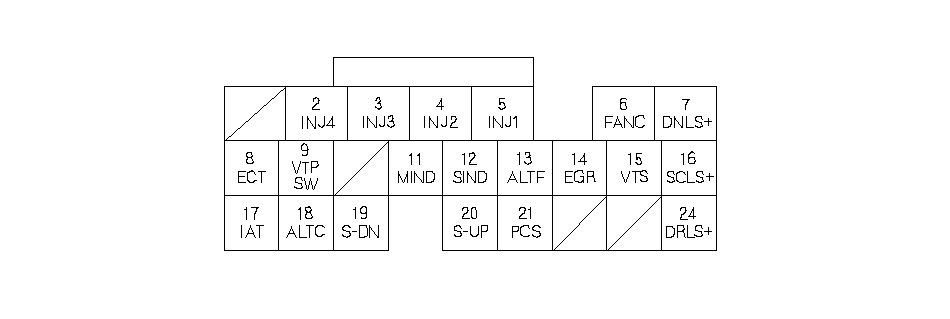 2 3 4 5 6 7
INJ4 INJ3 INJ2 INJ1 FANC DNLS+
8 9 11 12 13 14 15 16
ECT VTP SW MIND SIND ALTF EGR VTS SCLS+
17 18 19 20 21 24
IAT ALTC S-DN S-UP PCS DRLS+